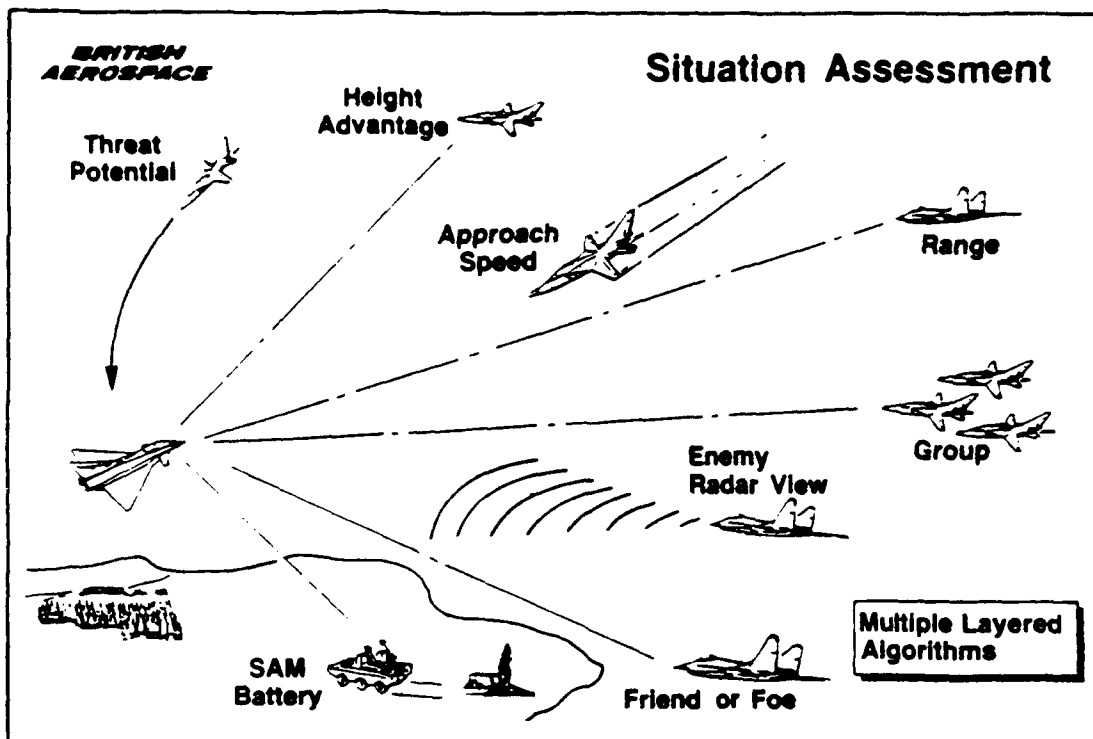 BRITISH
AEROSPACE
Situation Assessment
Height
Advantage
Threat
Potential
Approach
Speed
Range
Group
Enemy
Radar View
SAM
Battery
Friend or Foe
Multiple Layered
Algorithms